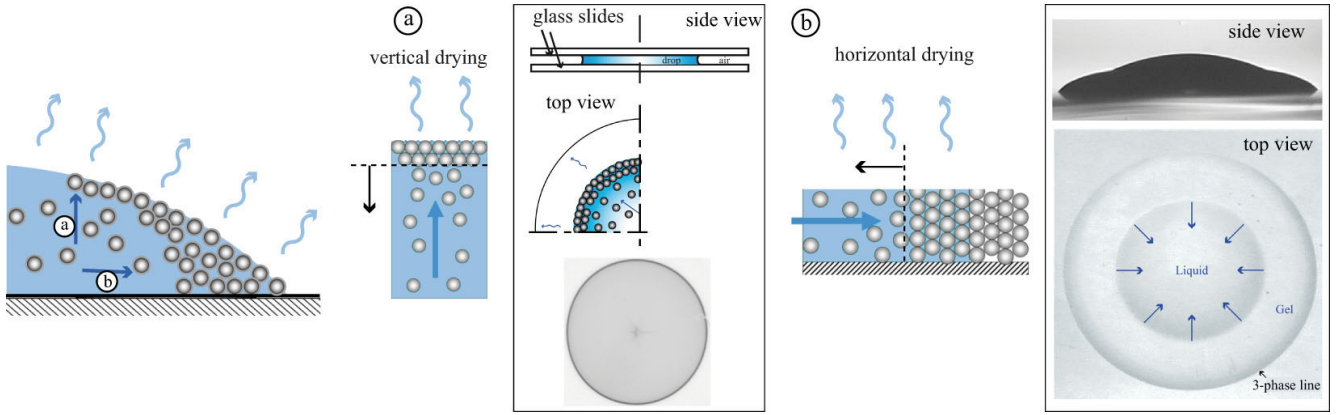 a
b
a
vertical drying
glass slides
side view
drop
air
top view
b
horizontal drying
side view
top view
Liquid
Gel
3-phase line